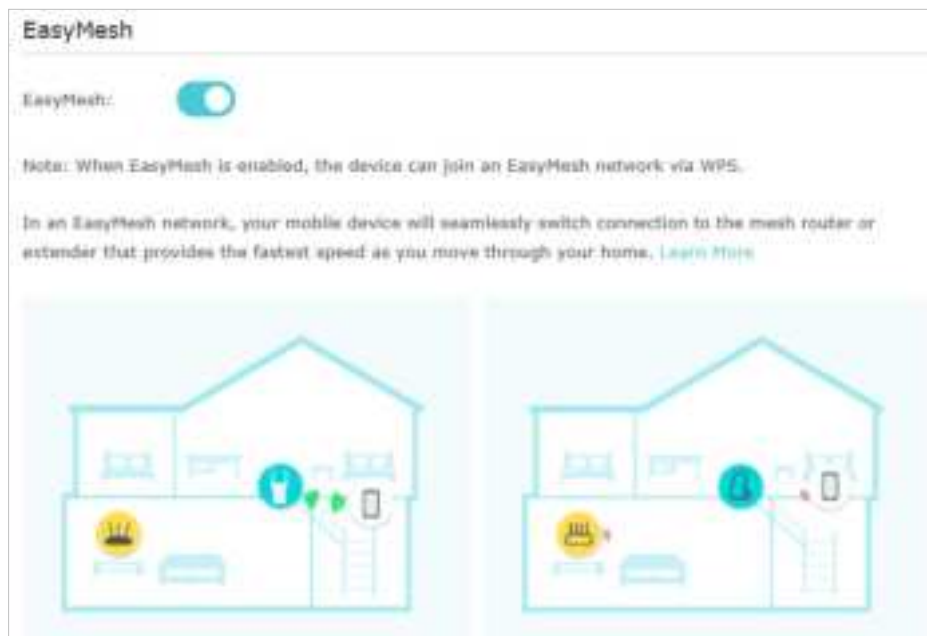 EasyMesh
EasyMesh:
Note: When EasyMesh is enabled, the device can join an EasyMesh network via WPS.
In an EasyMesh network, your mobile device will seamlessly switch connection to the mesh router or
extender that provides the fastest speed as you move through your home. Learn More